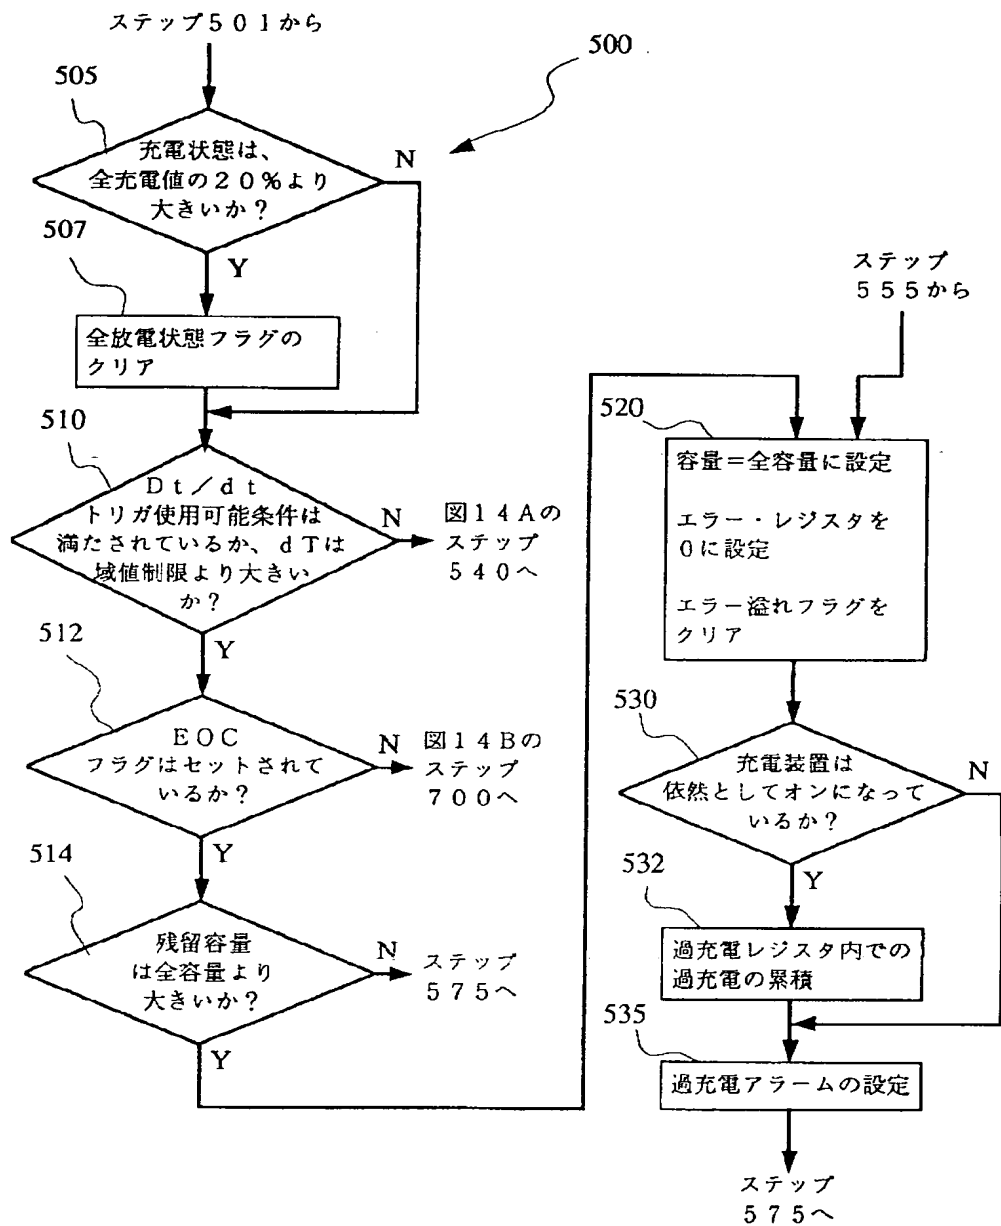 ステップ５０１から
500
505
充電状態は、
全充電値の２０％より
大きいか？
N
Y
507
全放電状態フラグの
クリア
510
Ｄｔ／ｄｔ
トリガ使用可能条件は
満たされているか、ｄＴは
域値制限より大きい
か？
N
図１４Ａの
ステップ
５４０へ
Y
512
ＥＯＣ
フラグはセットされて
いるか？
N
図１４Ｂの
ステップ
７００へ
Y
514
残留容量
は全容量より
大きいか？
N
ステップ
５７５へ
Y
ステップ
５５５から
520
容量＝全容量に設定
エラー・レジスタを
０に設定
エラー溢れフラグを
クリア
530
充電装置は
依然としてオンになって
いるか？
N
Y
532
過充電レジスタ内での
過充電の累積
535
過充電アラームの設定
ステップ
５７５へ